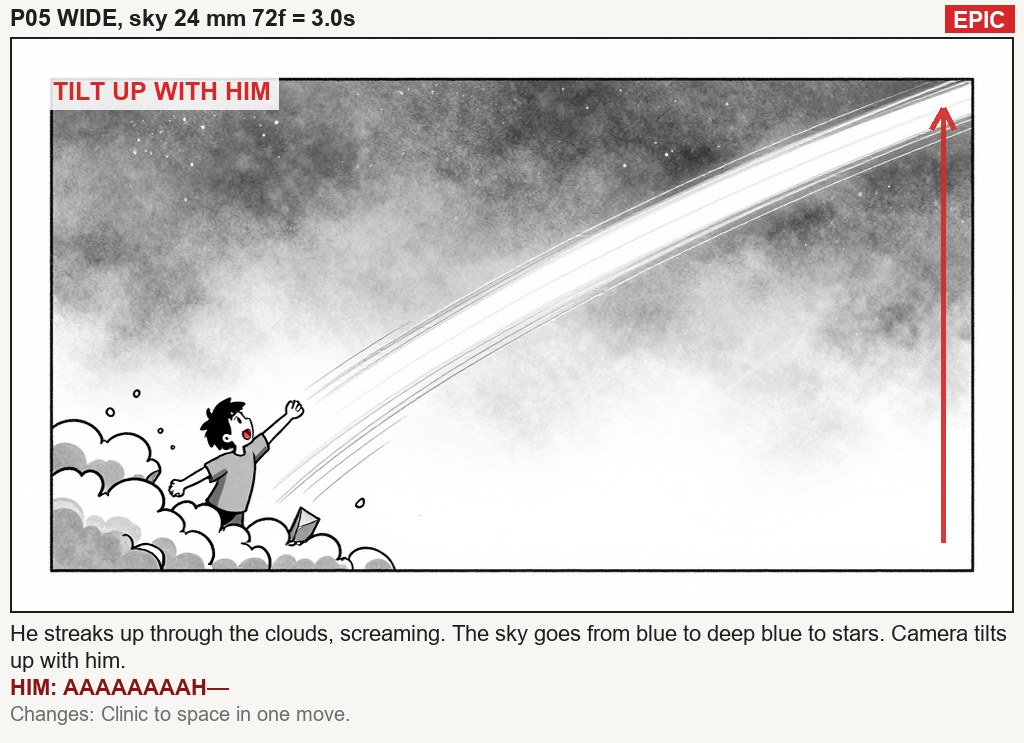 P05 WIDE, sky 24 mm 72f = 3.0s
EPIC
TILT UP WITH HIM
He streaks up through the clouds, screaming. The sky goes from blue to deep blue to stars. Camera tilts
up with him.
HIM: AAAAAAAAH—
Changes: Clinic to space in one move.